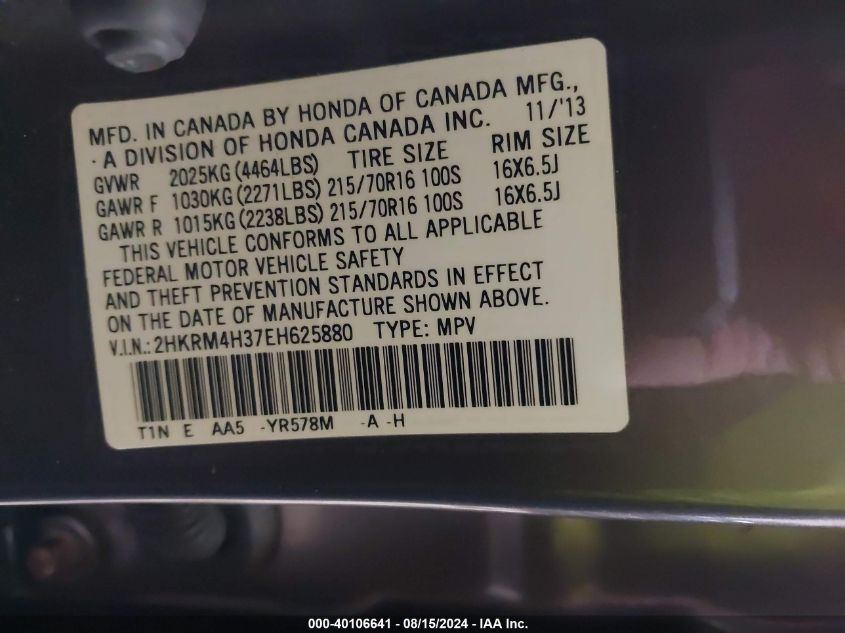 MFD. IN CANADA BY HONDA OF CANADA MFG.,
· A DIVISION OF HONDA CANADA INC. 11/'13
GVWR 2025KG (4464LBS) TIRE SIZE RIM SIZE
GAWR F 1030KG (2271LBS) 215/70R16 100S 16X6.5J
GAWR R 1015KG (2238LBS) 215/70R16 100S 16X6.5J
THIS VEHICLE CONFORMS TO ALL APPLICABLE
FEDERAL MOTOR VEHICLE SAFETY
AND THEFT PREVENTION STANDARDS IN EFFECT
ON THE DATE OF MANUFACTURE SHOWN ABOVE.
V.I.N.: 2HKRM4H37EH625880 TYPE: MPV
T1N E AA5 -YR578M -A -H
000-40106641 - 08/15/2024 - IAA Inc.